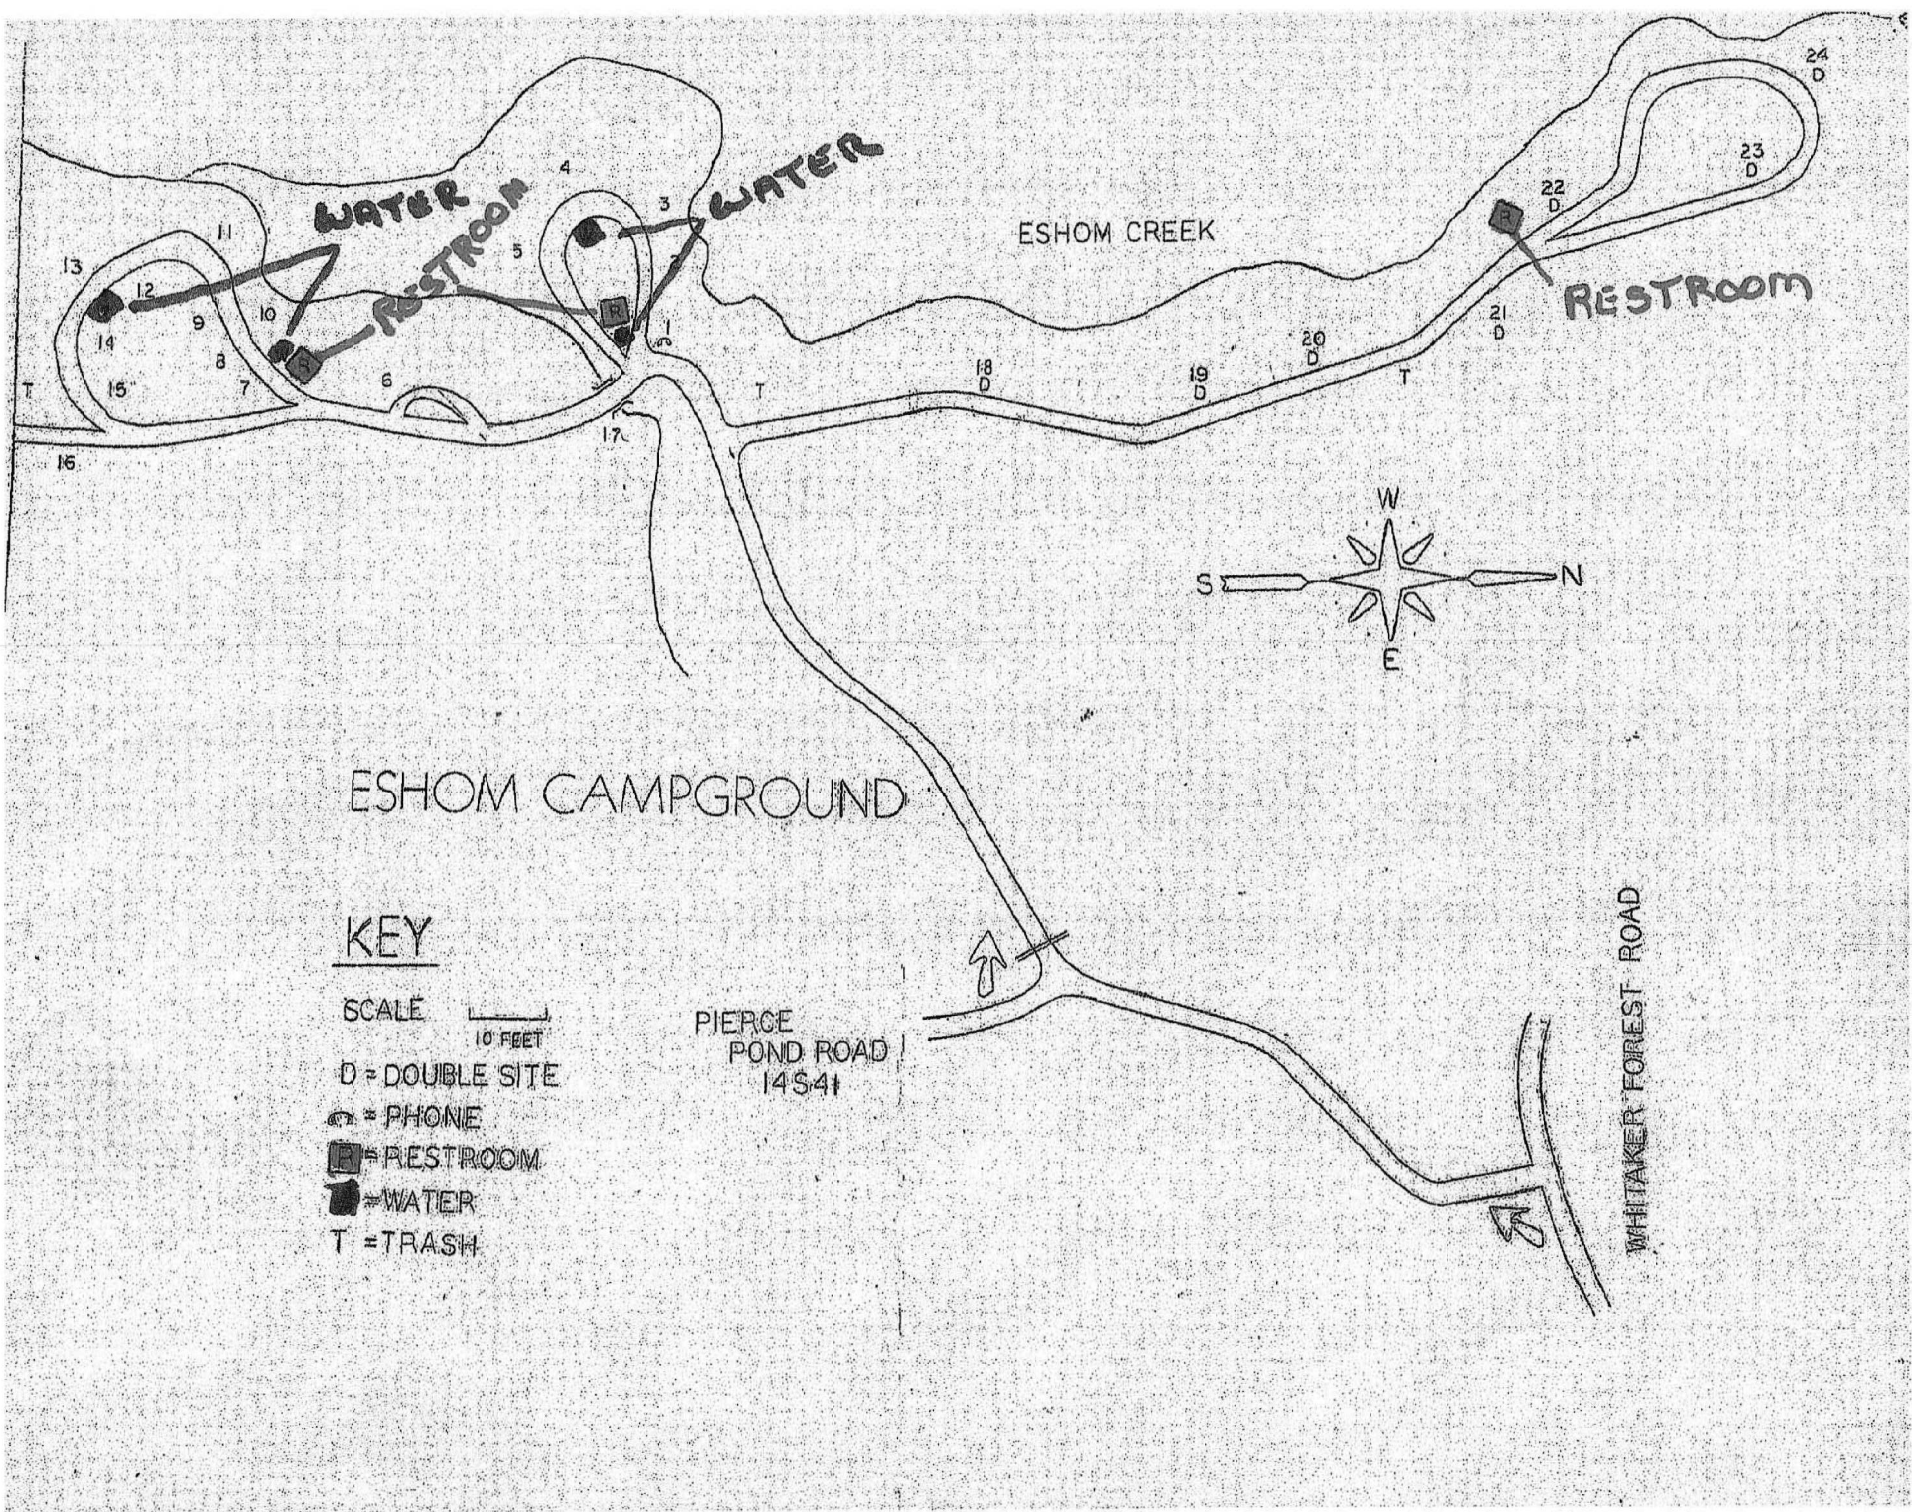 24
D
23
D
22
D
R
RESTROOM
21
D
20
D
19
D
18
D
T
T
ESHOM CREEK
WATER
WATER
RESTROOM
4
3
5
2
1
R
R
11
13
12
10
9
14
8
15
7
6
T
17
16
W
S
N
E
ESHOM CAMPGROUND
KEY
SCALE
10 FEET
D = DOUBLE SITE
= PHONE
R = RESTROOM
= WATER
T = TRASH
PIERCE
POND ROAD
14S41
WHITAKER FOREST ROAD